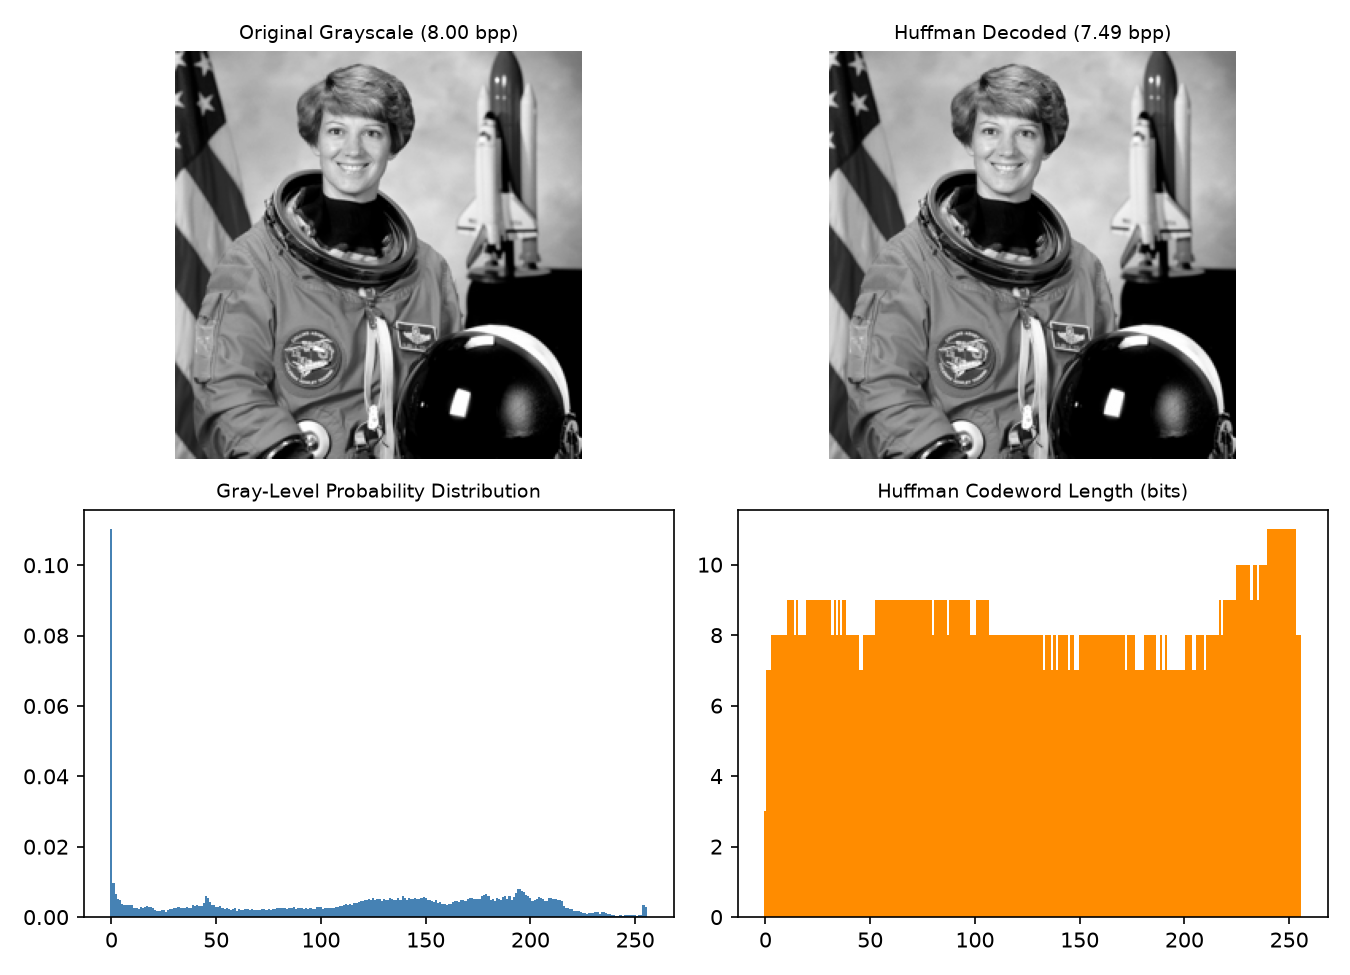 Original Grayscale (8.00 bpp)
Huffman Decoded (7.49 bpp)
Gray-Level Probability Distribution
0.10
0.08
0.06
0.04
0.02
0.00
0 50 100 150 200 250
Huffman Codeword Length (bits)
10
8
6
4
2
0
0 50 100 150 200 250